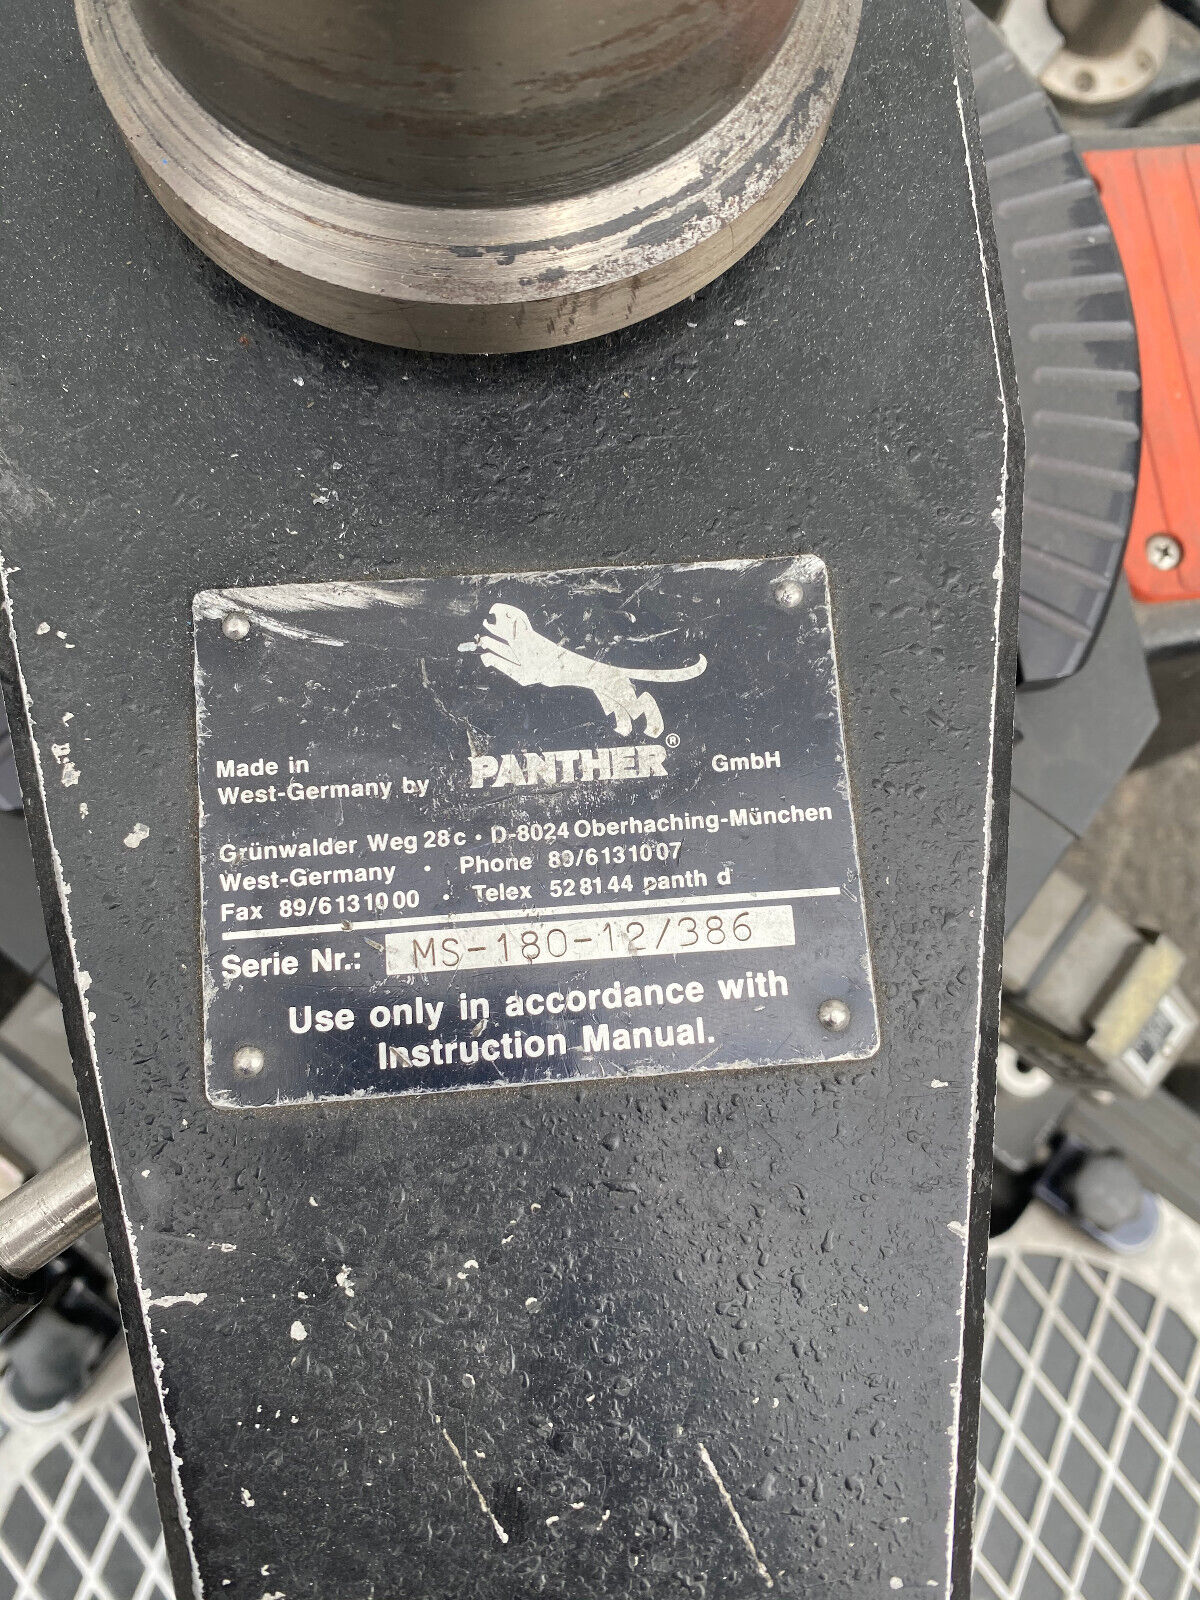 Made in
West-Germany by PANTHER® GmbH
Grünwalder Weg 28c · D-8024 Oberhaching-München
West-Germany · Phone 89/6131007
Fax 89/6131000 · Telex 528144 panth d
Serie Nr.: MS-180-12/386
Use only in accordance with
Instruction Manual.